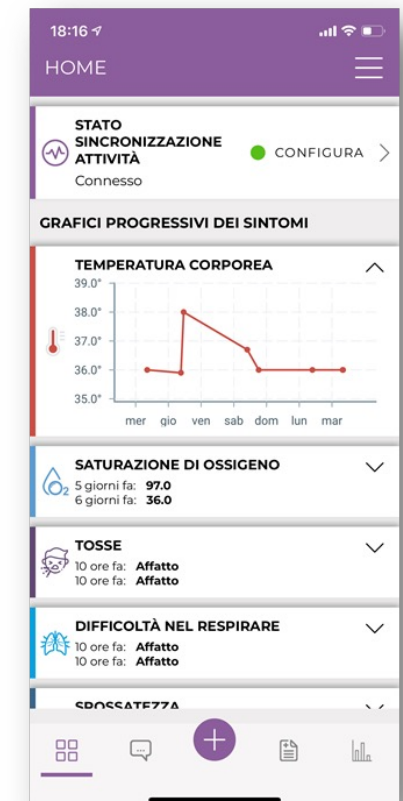 18:16
HOME
STATO
SINCRONIZZAZIONE
ATTIVITÀ
CONFIGURA
Connesso
GRAFICI PROGRESSIVI DEI SINTOMI
TEMPERATURA CORPOREA
39.0°
38.0°
37.0°
36.0°
35.0°
mer gio ven sab dom lun mar
SATURAZIONE DI OSSIGENO
5 giorni fa: 97.0
6 giorni fa: 36.0
O2
TOSSE
10 ore fa: Affatto
10 ore fa: Affatto
DIFFICOLTÀ NEL RESPIRARE
10 ore fa: Affatto
10 ore fa: Affatto
SPOSSATEZZA